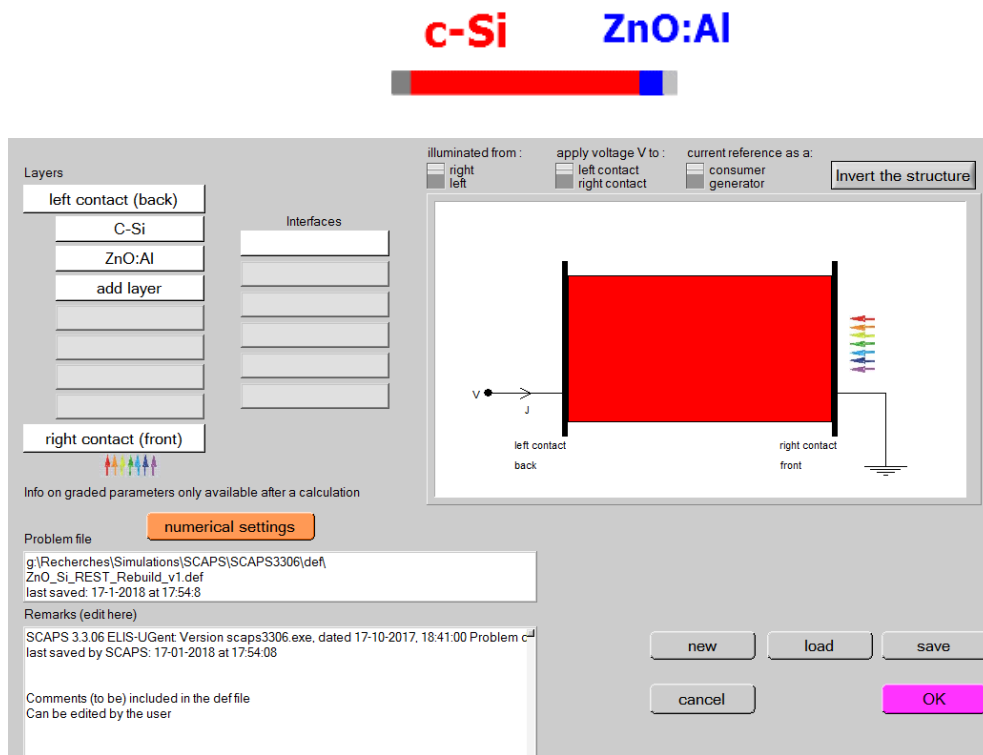 c-Si ZnO:Al
illuminated from : apply voltage V to : current reference as a:
right left contact consumer
left right contact generator
Invert the structure
Layers
left contact (back)
C-Si
ZnO:Al
add layer
right contact (front)
Interfaces
V
J
left contact
back
right contact
front
Info on graded parameters only available after a calculation
numerical settings
Problem file
g:\Recherches\Simulations\SCAPS\SCAPS3306\def\
ZnO_Si_REST_Rebuild_v1.def
last saved: 17-1-2018 at 17:54:8
Remarks (edit here)
SCAPS 3.3.06 ELIS-UGent: Version scaps3306.exe, dated 17-10-2017, 18:41:00 Problem c
last saved by SCAPS: 17-01-2018 at 17:54:08
Comments (to be) included in the def file
Can be edited by the user
new load save
cancel OK